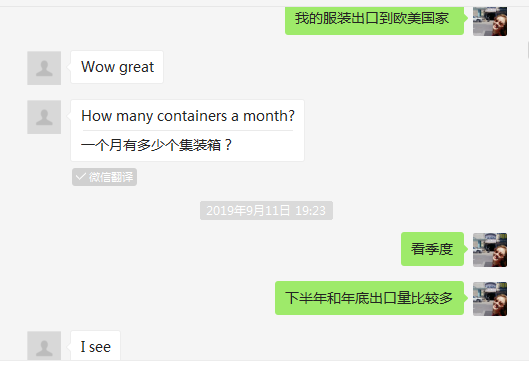 我的服装出口到欧美国家
Wow great
How many containers a month?
一个月有多少个集装箱？
微信翻译
2019年9月11日 19:23
看季度
下半年和年底出口量比较多
I see